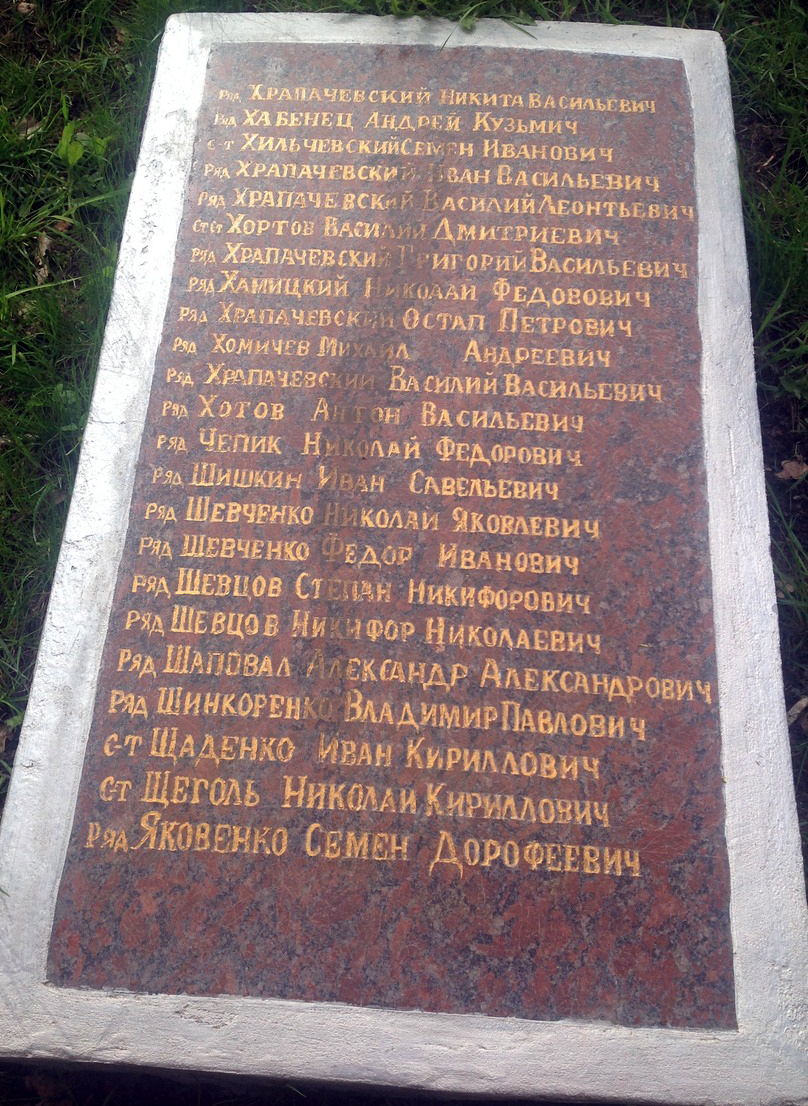 ряд Храпачевский Никита Васильевич
ряд Хабенец Андрей Кузьмич
с-т Хильчевский Семен Иванович
ряд Храпачевский Иван Васильевич
ряд Храпачевский Василий Леонтьевич
ст ст Хортов Василий Дмитриевич
ряд Храпачевский Григорий Васильевич
ряд Хамицкий Николай Федовович
ряд Храпачевский Остап Петрович
ряд Хомичев Михаил Андреевич
ряд Храпачевский Василий Васильевич
ряд Хотов Антон Васильевич
ряд Чепик Николай Федорович
ряд Шишкин Иван Савельевич
ряд Шевченко Николай Яковлевич
ряд Шевченко Федор Иванович
ряд Шевцов Степан Никифорович
ряд Шевцов Никифор Николаевич
ряд Шаповал Александр Александрович
ряд Шинкоренко Владимир Павлович
с-т Щаденко Иван Кириллович
с-т Щеголь Николай Кириллович
ряд Яковенко Семен Дорофеевич